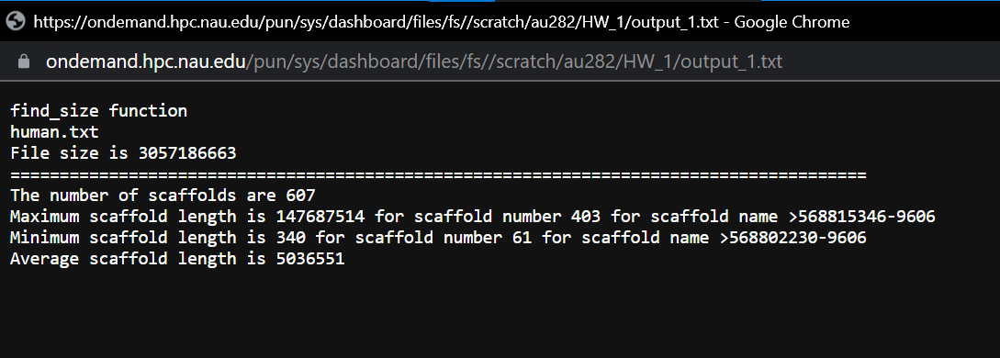 https://ondemand.hpc.nau.edu/pun/sys/dashboard/files/fs//scratch/au282/HW_1/output_1.txt - Google Chrome
ondemand.hpc.nau.edu/pun/sys/dashboard/files/fs//scratch/au282/HW_1/output_1.txt
find_size function
human.txt
File size is 3057186663
=======================================================================================
The number of scaffolds are 607
Maximum scaffold length is 147687514 for scaffold number 403 for scaffold name >568815346-9606
Minimum scaffold length is 340 for scaffold number 61 for scaffold name >568802230-9606
Average scaffold length is 5036551